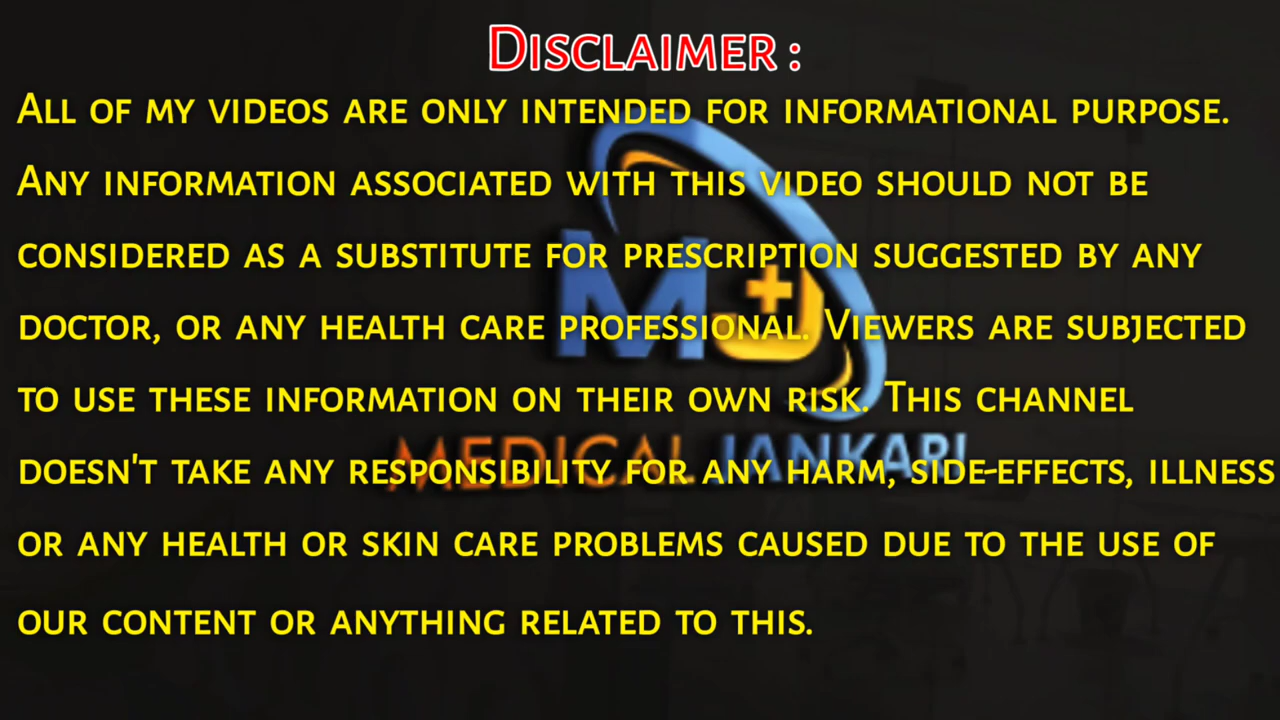 Disclaimer :
All of my videos are only intended for informational purpose.
Any information associated with this video should not be
considered as a substitute for prescription suggested by any
doctor, or any health care professional. Viewers are subjected
to use these information on their own risk. This channel
doesn't take any responsibility for any harm, side-effects, illness
or any health or skin care problems caused due to the use of
our content or anything related to this.
MJ
MEDICAL JANKARI